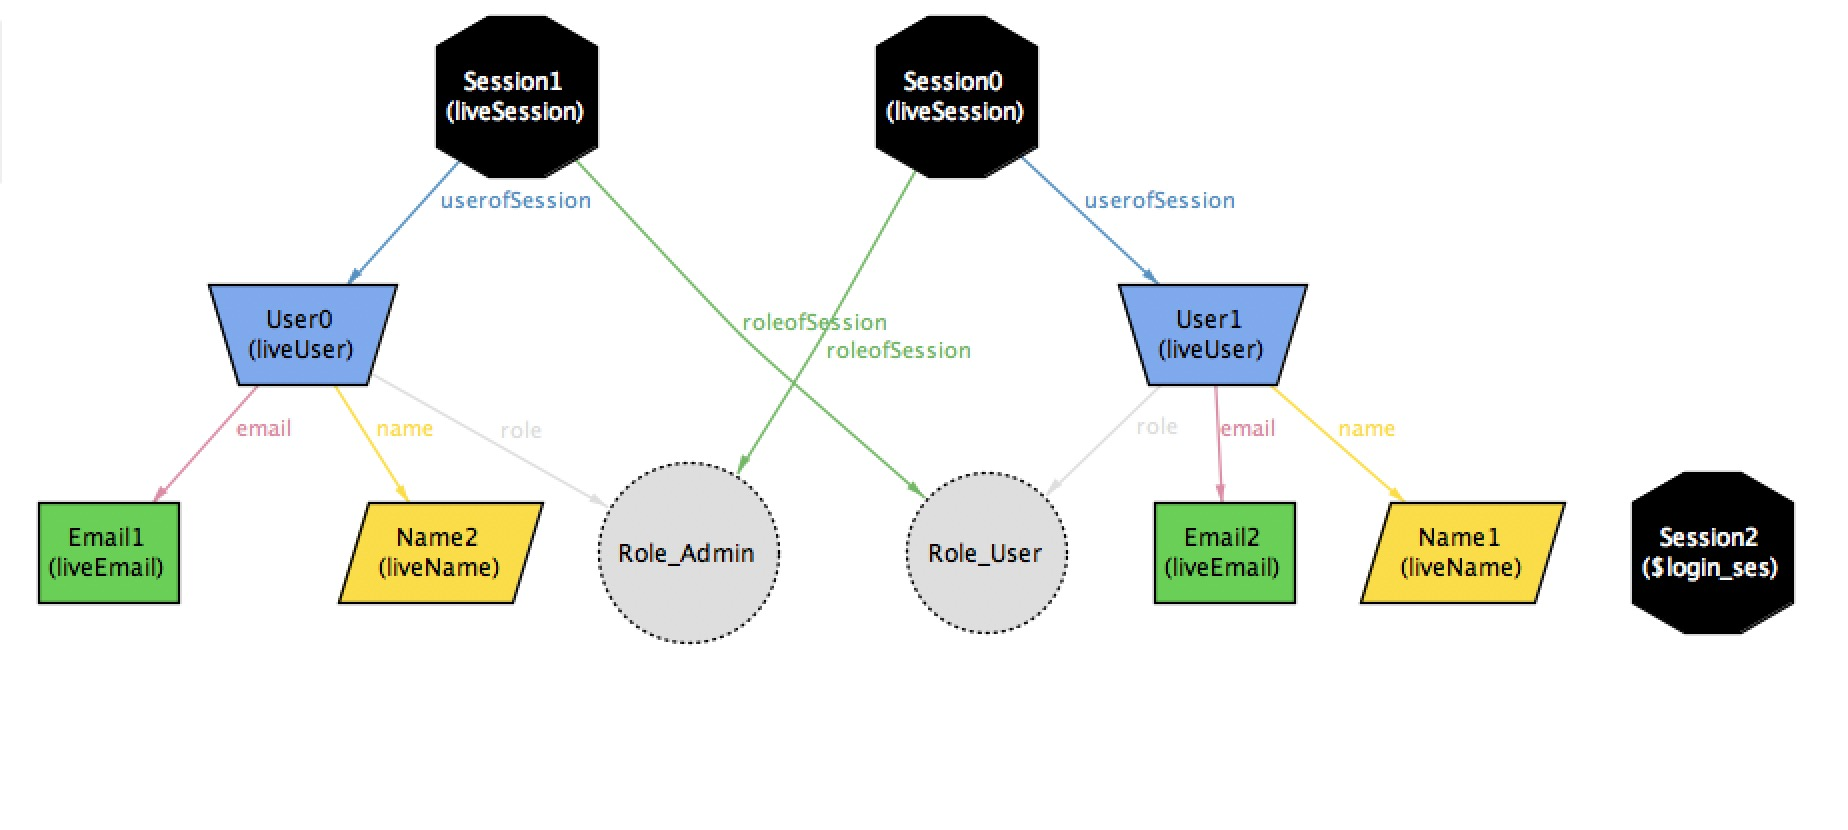 Session1
(liveSession)
Session0
(liveSession)
userofSession
userofSession
User0
(liveUser)
roleofSession
roleofSession
User1
(liveUser)
email
name
role
role
email
name
Email1
(liveEmail)
Name2
(liveName)
Role_Admin
Role_User
Email2
(liveEmail)
Name1
(liveName)
Session2
($login_ses)